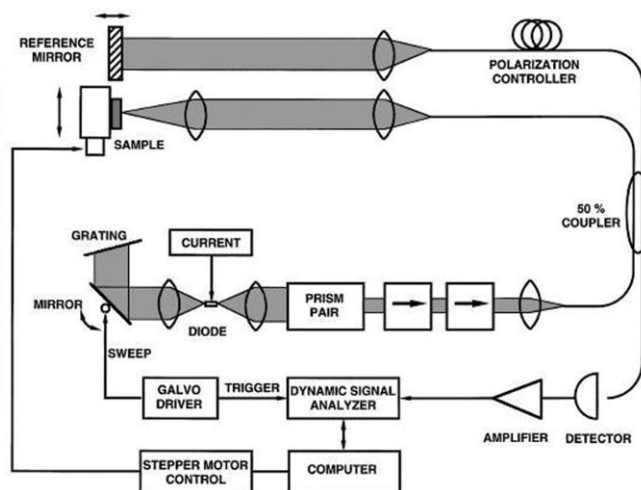 REFERENCE
MIRROR
POLARIZATION
CONTROLLER
SAMPLE
50 %
COUPLER
GRATING
CURRENT
MIRROR
DIODE
PRISM
PAIR
SWEEP
GALVO
DRIVER
TRIGGER
DYNAMIC SIGNAL
ANALYZER
AMPLIFIER
DETECTOR
STEPPER MOTOR
CONTROL
COMPUTER